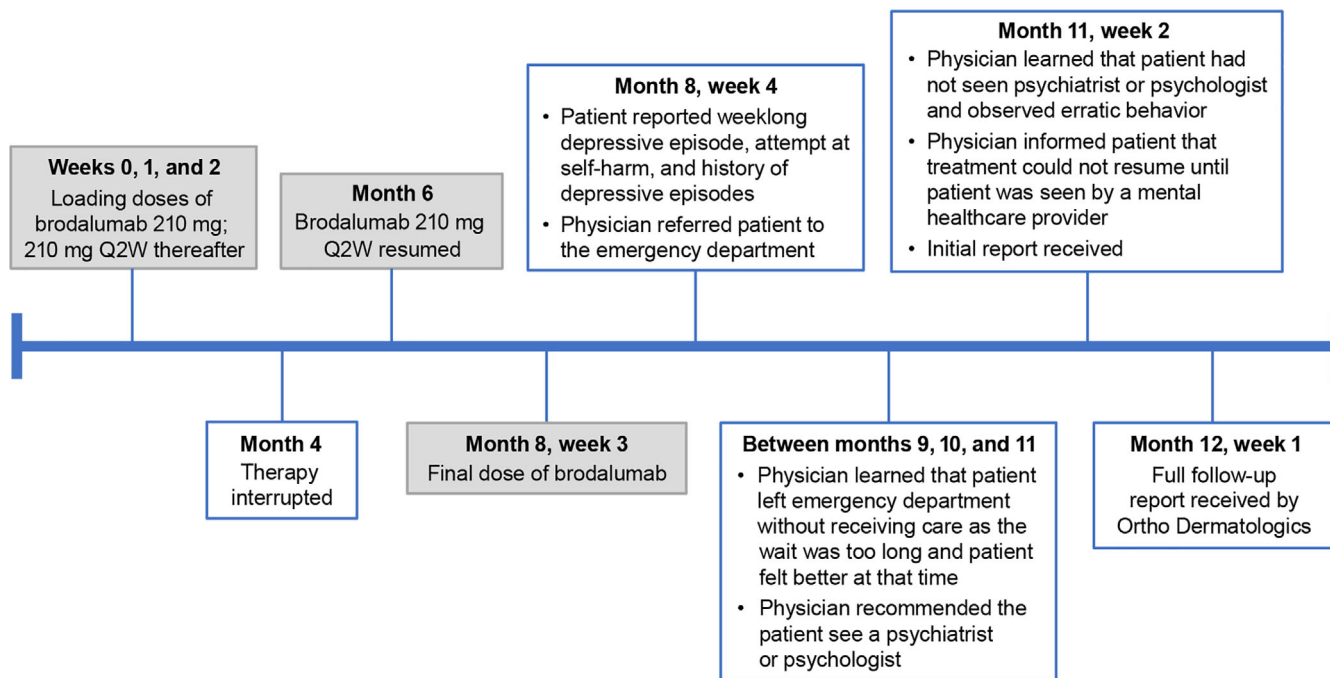 Weeks 0, 1, and 2
Loading doses of
brodalumab 210 mg;
210 mg Q2W thereafter
Month 4
Therapy
interrupted
Month 6
Brodalumab 210 mg
Q2W resumed
Month 8, week 3
Final dose of brodalumab
Month 8, week 4
• Patient reported weeklong
depressive episode, attempt at
self-harm, and history of
depressive episodes
• Physician referred patient to
the emergency department
Between months 9, 10, and 11
• Physician learned that patient
left emergency department
without receiving care as the
wait was too long and patient
felt better at that time
• Physician recommended the
patient see a psychiatrist
or psychologist
Month 11, week 2
• Physician learned that patient had
not seen psychiatrist or psychologist
and observed erratic behavior
• Physician informed patient that
treatment could not resume until
patient was seen by a mental
healthcare provider
• Initial report received
Month 12, week 1
Full follow-up
report received by
Ortho Dermatologics